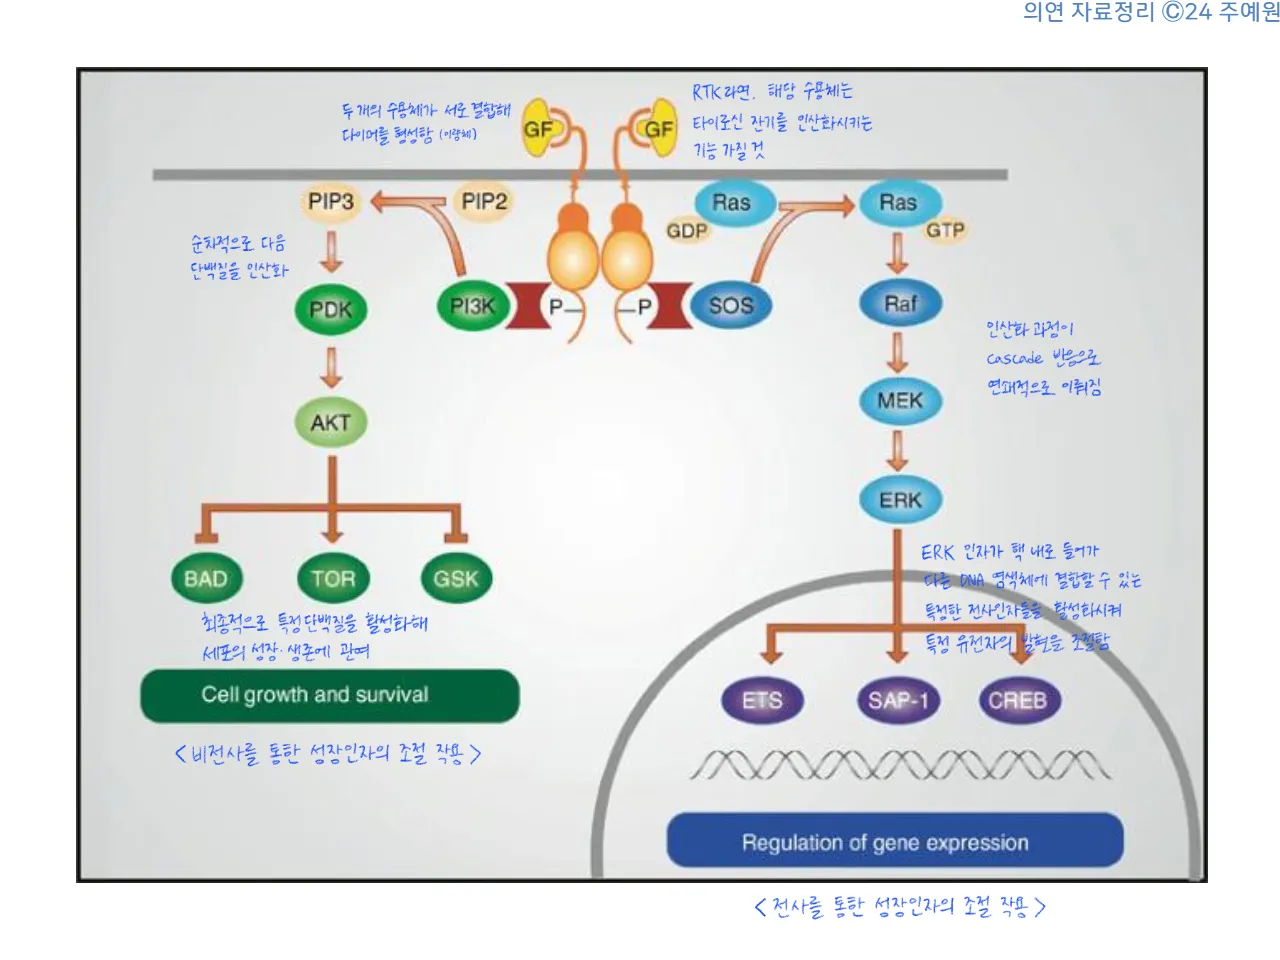 의연 자료정리 Ⓒ24 주예원
두 개의 수용체가 서로 결합해
다이머를 형성함 (이량체)
GF
GF
RTK라면, 해당 수용체는
타이로신 잔기를 인산화시키는
기능 가질 것
PIP3
PIP2
Ras
GDP
Ras
GTP
순차적으로 다음
단백질을 인산화
PDK
PI3K
P
P
SOS
Raf
인산화 과정이
cascade 반응으로
연쇄적으로 이뤄짐
AKT
MEK
ERK
BAD
TOR
GSK
ERK 인자가 핵 내로 들어가
다른 DNA 염색체에 결합할 수 있는
특정한 전사인자들을 활성화시켜
특정 유전자의 발현을 조절함
최종적으로 특정단백질을 활성화해
세포의 성장·생존에 관여
Cell growth and survival
<비전사를 통한 성장인자의 조절 작용>
ETS
SAP-1
CREB
Regulation of gene expression
<전사를 통한 성장인자의 조절 작용>